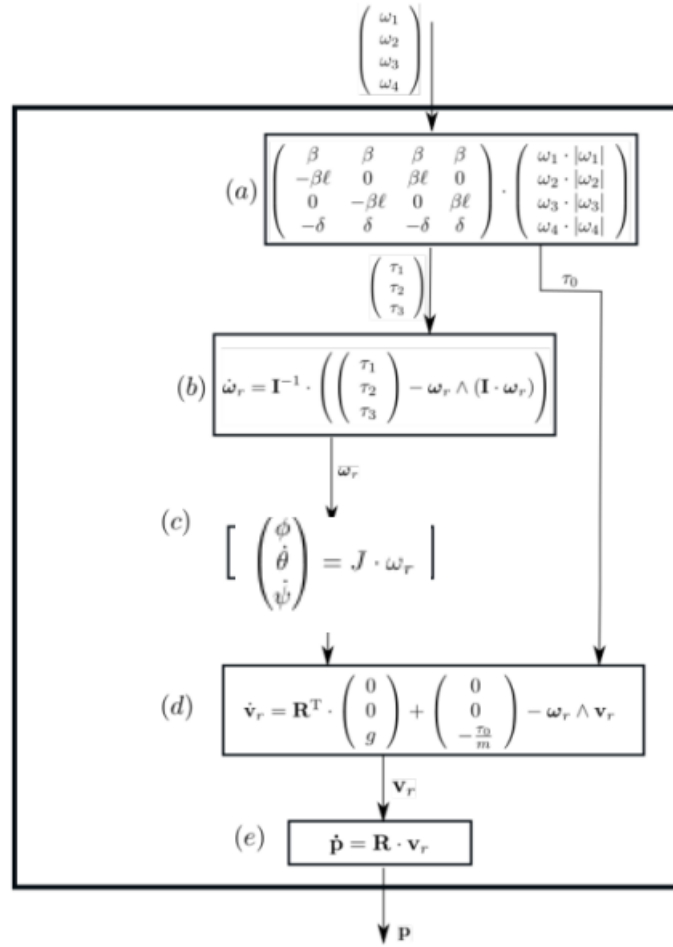 ( ω₁ )
( ω₂ )
( ω₃ )
( ω₄ )
(a)
( β β β β ) · ( ω₁ · |ω₁| )
( −βℓ 0 βℓ 0 ) ( ω₂ · |ω₂| )
( 0 −βℓ 0 βℓ ) ( ω₃ · |ω₃| )
( −δ δ −δ δ ) ( ω₄ · |ω₄| )
( τ₁ )
( τ₂ )
( τ₃ )
τ₀
(b)
ω̇ᵣ = I⁻¹ · ( ( τ₁ τ₂ τ₃ ) − ωᵣ ∧ (I · ωᵣ) )
ωᵣ
(c)
[ ( φ̇ θ̇ ψ̇ ) = J · ωᵣ ]
(d)
v̇ᵣ = Rᵀ · ( 0 0 g ) + ( 0 0 −τ₀/m ) − ωᵣ ∧ vᵣ
vᵣ
(e)
ṗ = R · vᵣ
p